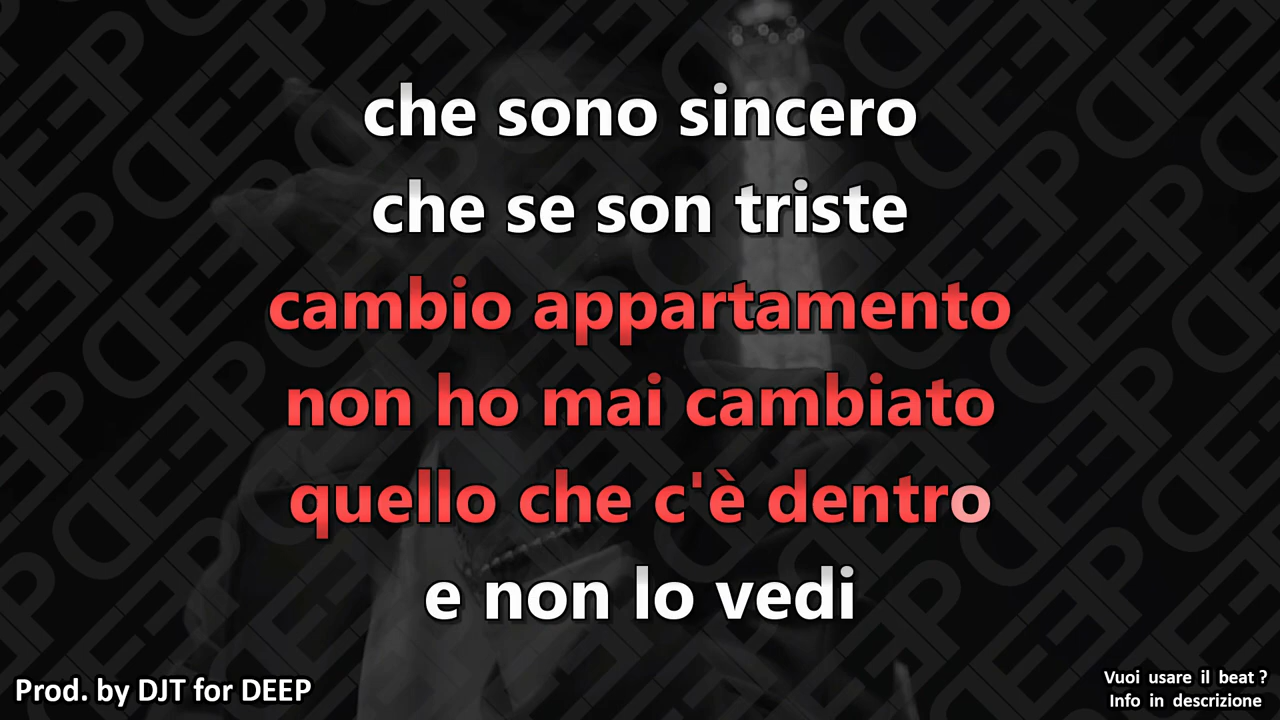 che sono sincero
che se son triste
cambio appartamento
non ho mai cambiato
quello che c'è dentro
e non lo vedi
Prod. by DJT for DEEP
Vuoi usare il beat ?
Info in descrizione